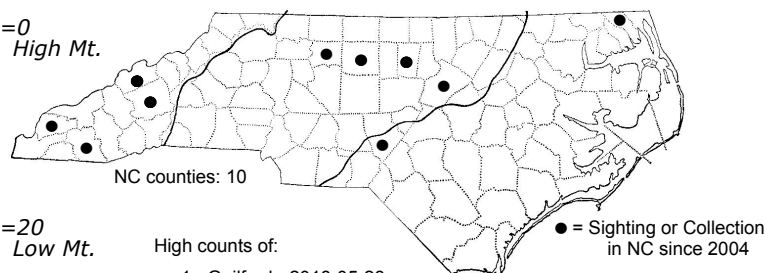 =0
High Mt.
NC counties: 10
=20
Low Mt.
High counts of:
● = Sighting or Collection
in NC since 2004